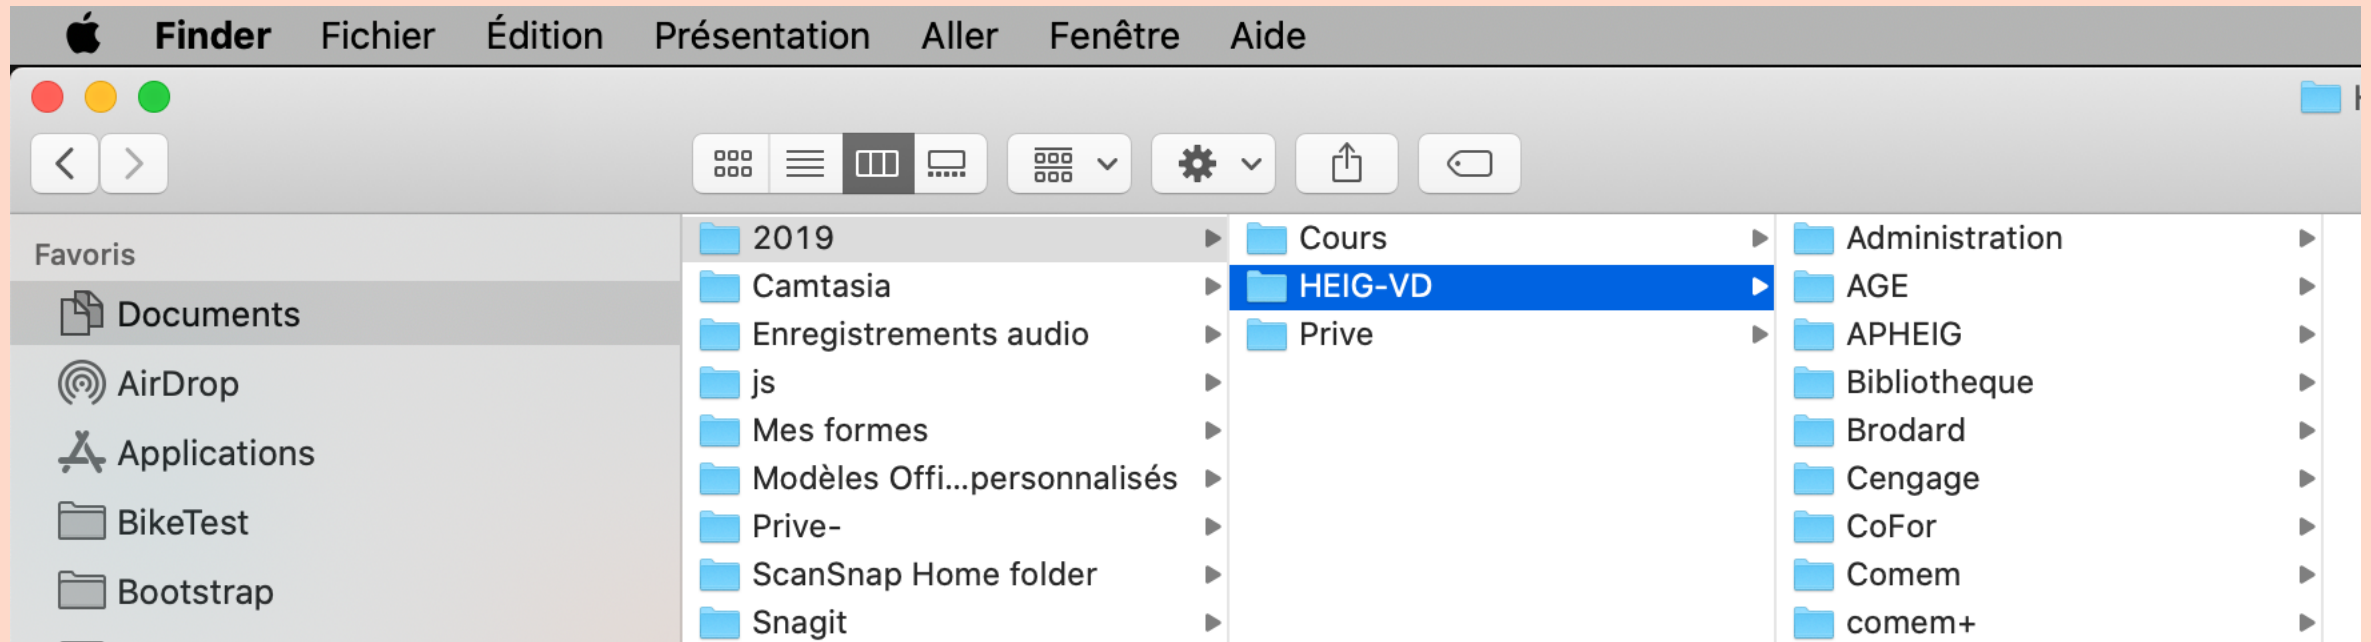 Finder Fichier Édition Présentation Aller Fenêtre Aide
Favoris
Documents
AirDrop
Applications
BikeTest
Bootstrap
2019
Camtasia
Enregistrements audio
js
Mes formes
Modèles Offi...personnalisés
Prive-
ScanSnap Home folder
Snagit
Cours
HEIG-VD
Prive
Administration
AGE
APHEIG
Bibliotheque
Brodard
Cengage
CoFor
Comem
comem+